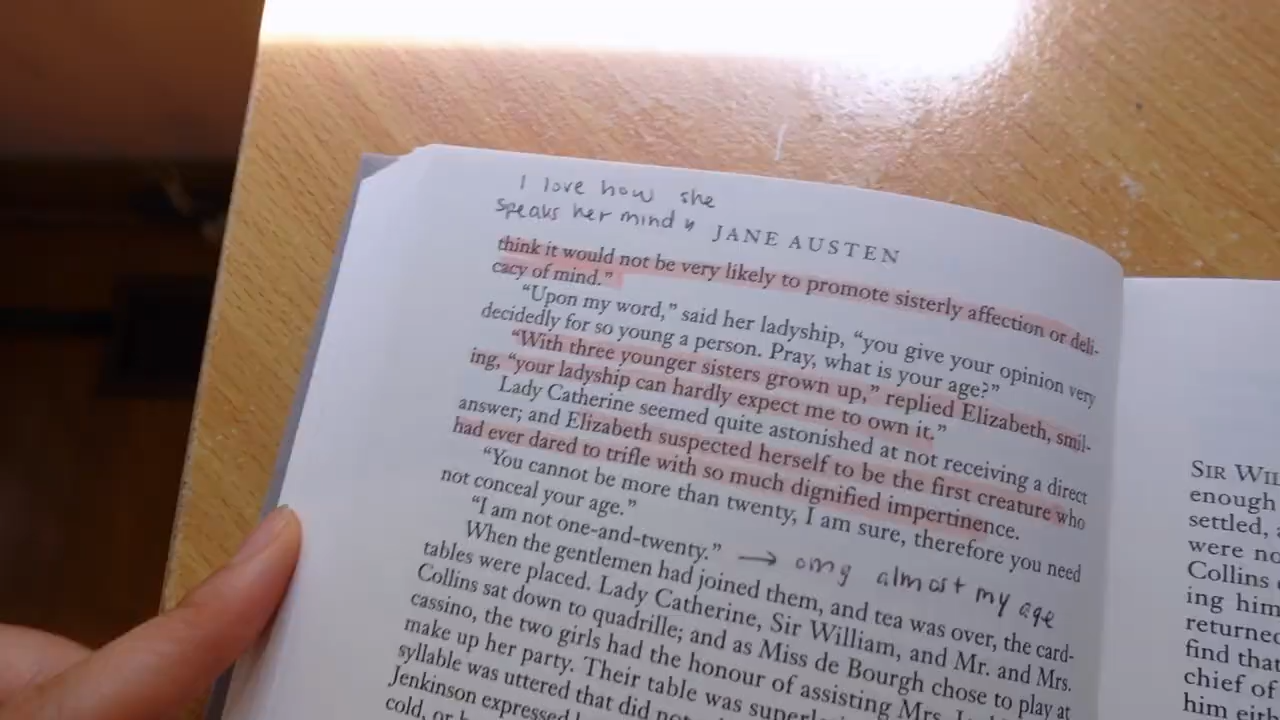 I love how she
speaks her mind
JANE AUSTEN
think it would not be very likely to promote sisterly affection or deli-
cacy of mind.”
“Upon my word,” said her ladyship, “you give your opinion very
decidedly for so young a person. Pray, what is your age?”
“With three younger sisters grown up,” replied Elizabeth, smil-
ing, “your ladyship can hardly expect me to own it.”
Lady Catherine seemed quite astonished at not receiving a direct
answer; and Elizabeth suspected herself to be the first creature who
had ever dared to trifle with so much dignified impertinence.
“You cannot be more than twenty, I am sure, therefore you need
not conceal your age.”
“I am not one-and-twenty.” → omg almost my age
When the gentlemen had joined them, and tea was over, the card-
tables were placed. Lady Catherine, Sir William, and Mr. and Mrs.
Collins sat down to quadrille; and as Miss de Bourgh chose to play at
cassino, the two girls had the honour of assisting Mrs.
make up her party. Their table was
syllable was uttered that did
Jenkinson expressed
cold, or
SIR
enough
settled,
were
Collins
ing him
returned
find that
chief of
him